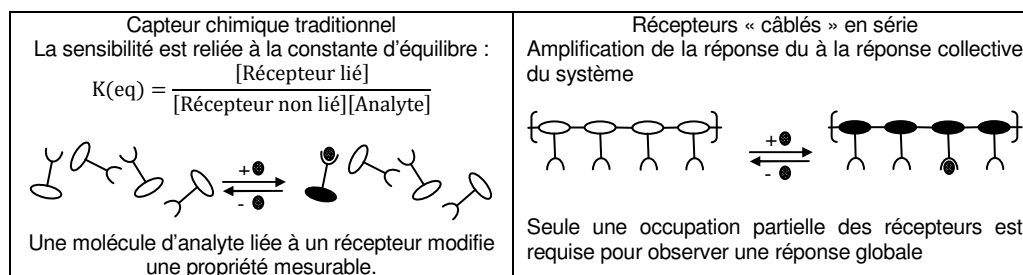 Capteur chimique traditionnel
La sensibilité est reliée à la constante d'équilibre :
K(eq) = [Récepteur lié] / [Récepteur non lié][Analyte]
+
-
Une molécule d'analyte liée à un récepteur modifie
une propriété mesurable.
Récepteurs « câblés » en série
Amplification de la réponse du à la réponse collective
du système
+
-
Seule une occupation partielle des récepteurs est
requise pour observer une réponse globale